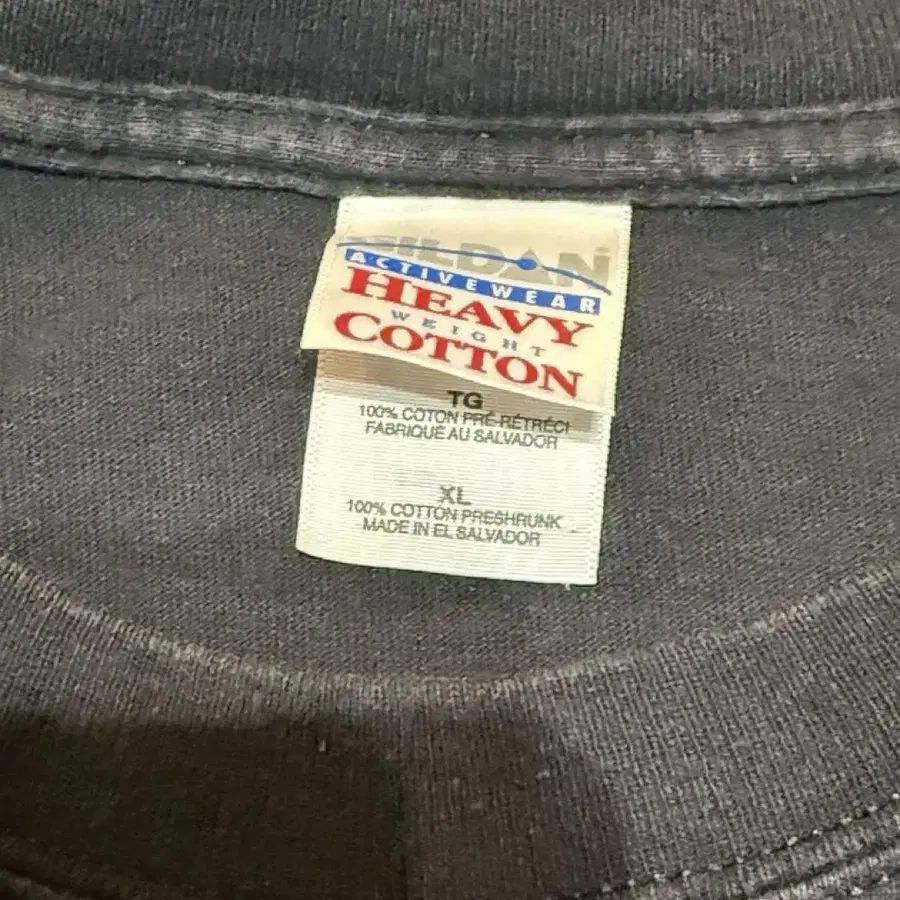 GILDAN
ACTIVEWEAR
HEAVY
WEIGHT
COTTON
TG
100% COTON PRÉ-RÉTRÉCI
FABRIQUÉ AU SALVADOR
XL
100% COTTON PRESHRUNK
MADE IN EL SALVADOR